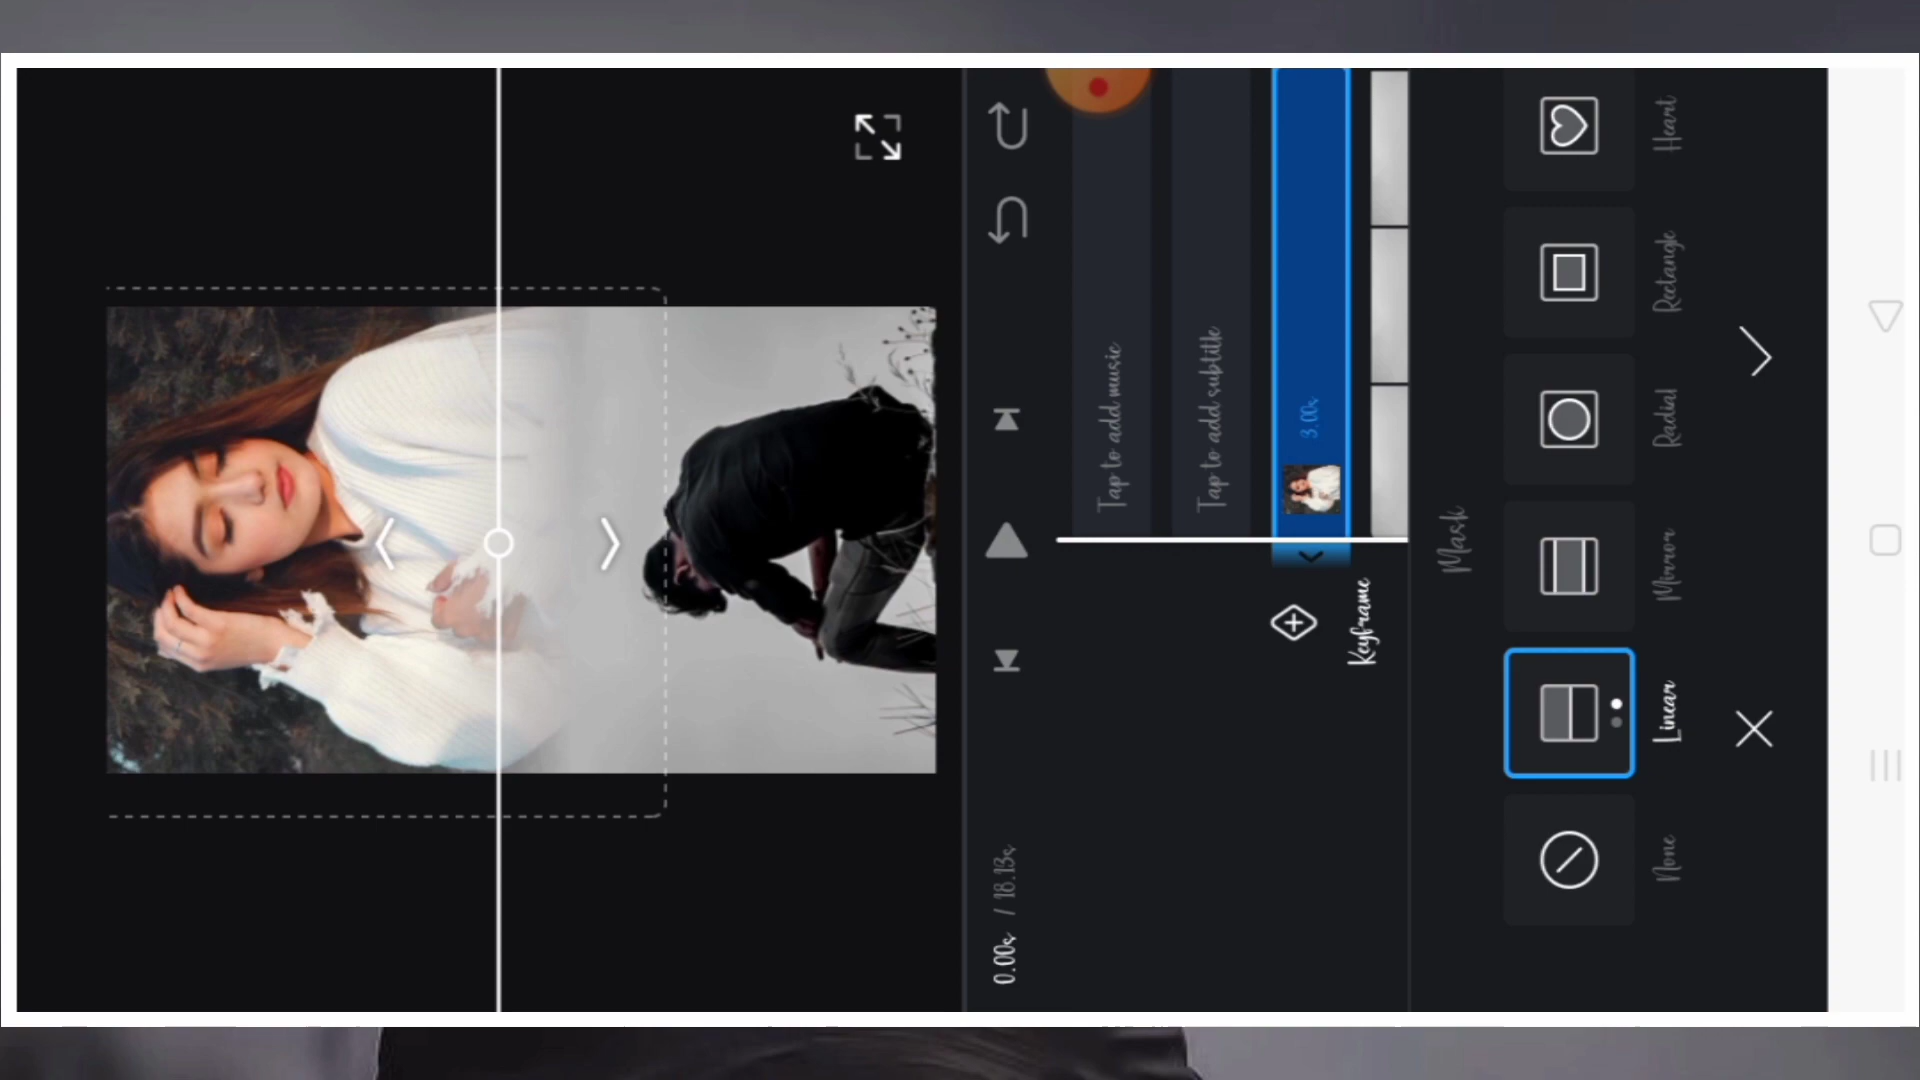 0.00s / 18.13s
Tap to add music
Tap to add subtitle
3.00s
Keyframe
Mask
None
Linear
Mirror
Radial
Rectangle
Heart